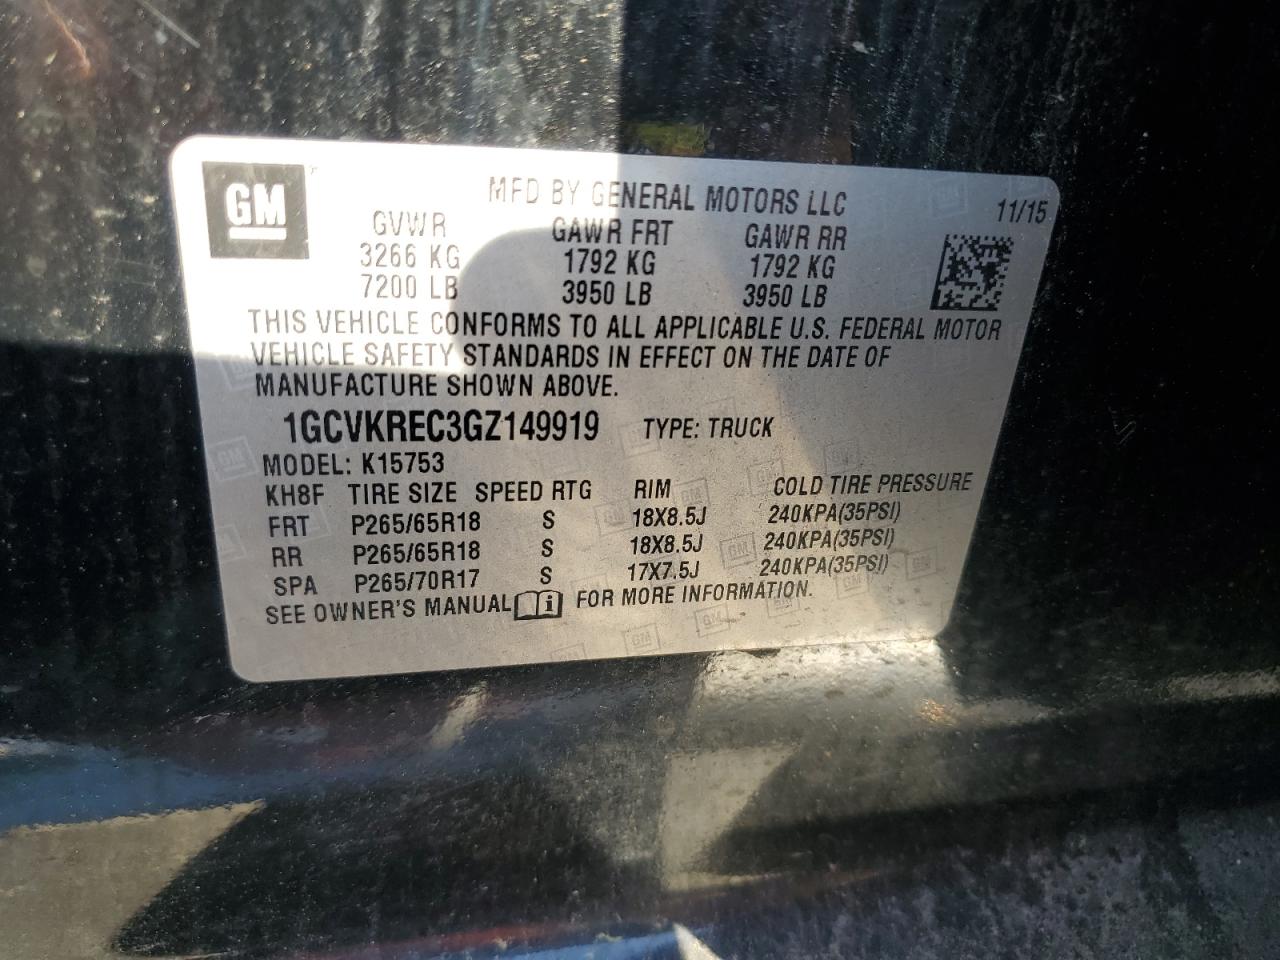 GM
MFD BY GENERAL MOTORS LLC
11/15
GVWR GAWR FRT GAWR RR
3266 KG 1792 KG 1792 KG
7200 LB 3950 LB 3950 LB
THIS VEHICLE CONFORMS TO ALL APPLICABLE U.S. FEDERAL MOTOR
VEHICLE SAFETY STANDARDS IN EFFECT ON THE DATE OF
MANUFACTURE SHOWN ABOVE.
1GCVKREC3GZ149919 TYPE: TRUCK
MODEL: K15753
KH8F TIRE SIZE SPEED RTG RIM COLD TIRE PRESSURE
FRT P265/65R18 S 18X8.5J 240KPA(35PSI)
RR P265/65R18 S 18X8.5J 240KPA(35PSI)
SPA P265/70R17 S 17X7.5J 240KPA(35PSI)
SEE OWNER'S MANUAL i FOR MORE INFORMATION.